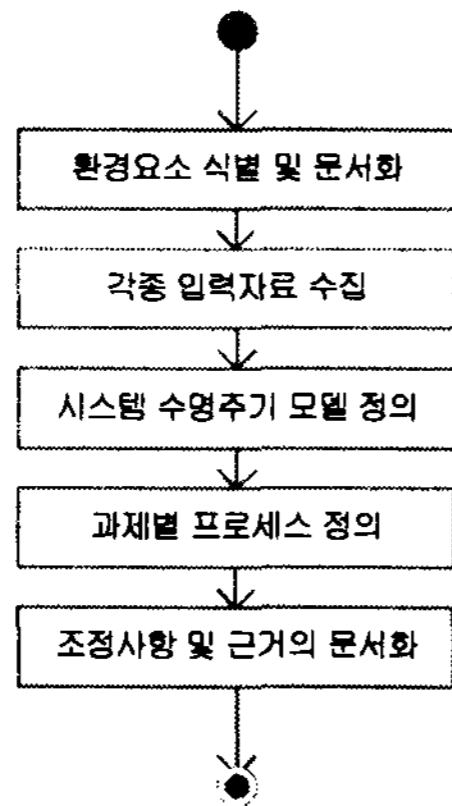 환경요소 식별 및 문서화
각종 입력자료 수집
시스템 수명주기 모델 정의
과제별 프로세스 정의
조정사항 및 근거의 문서화